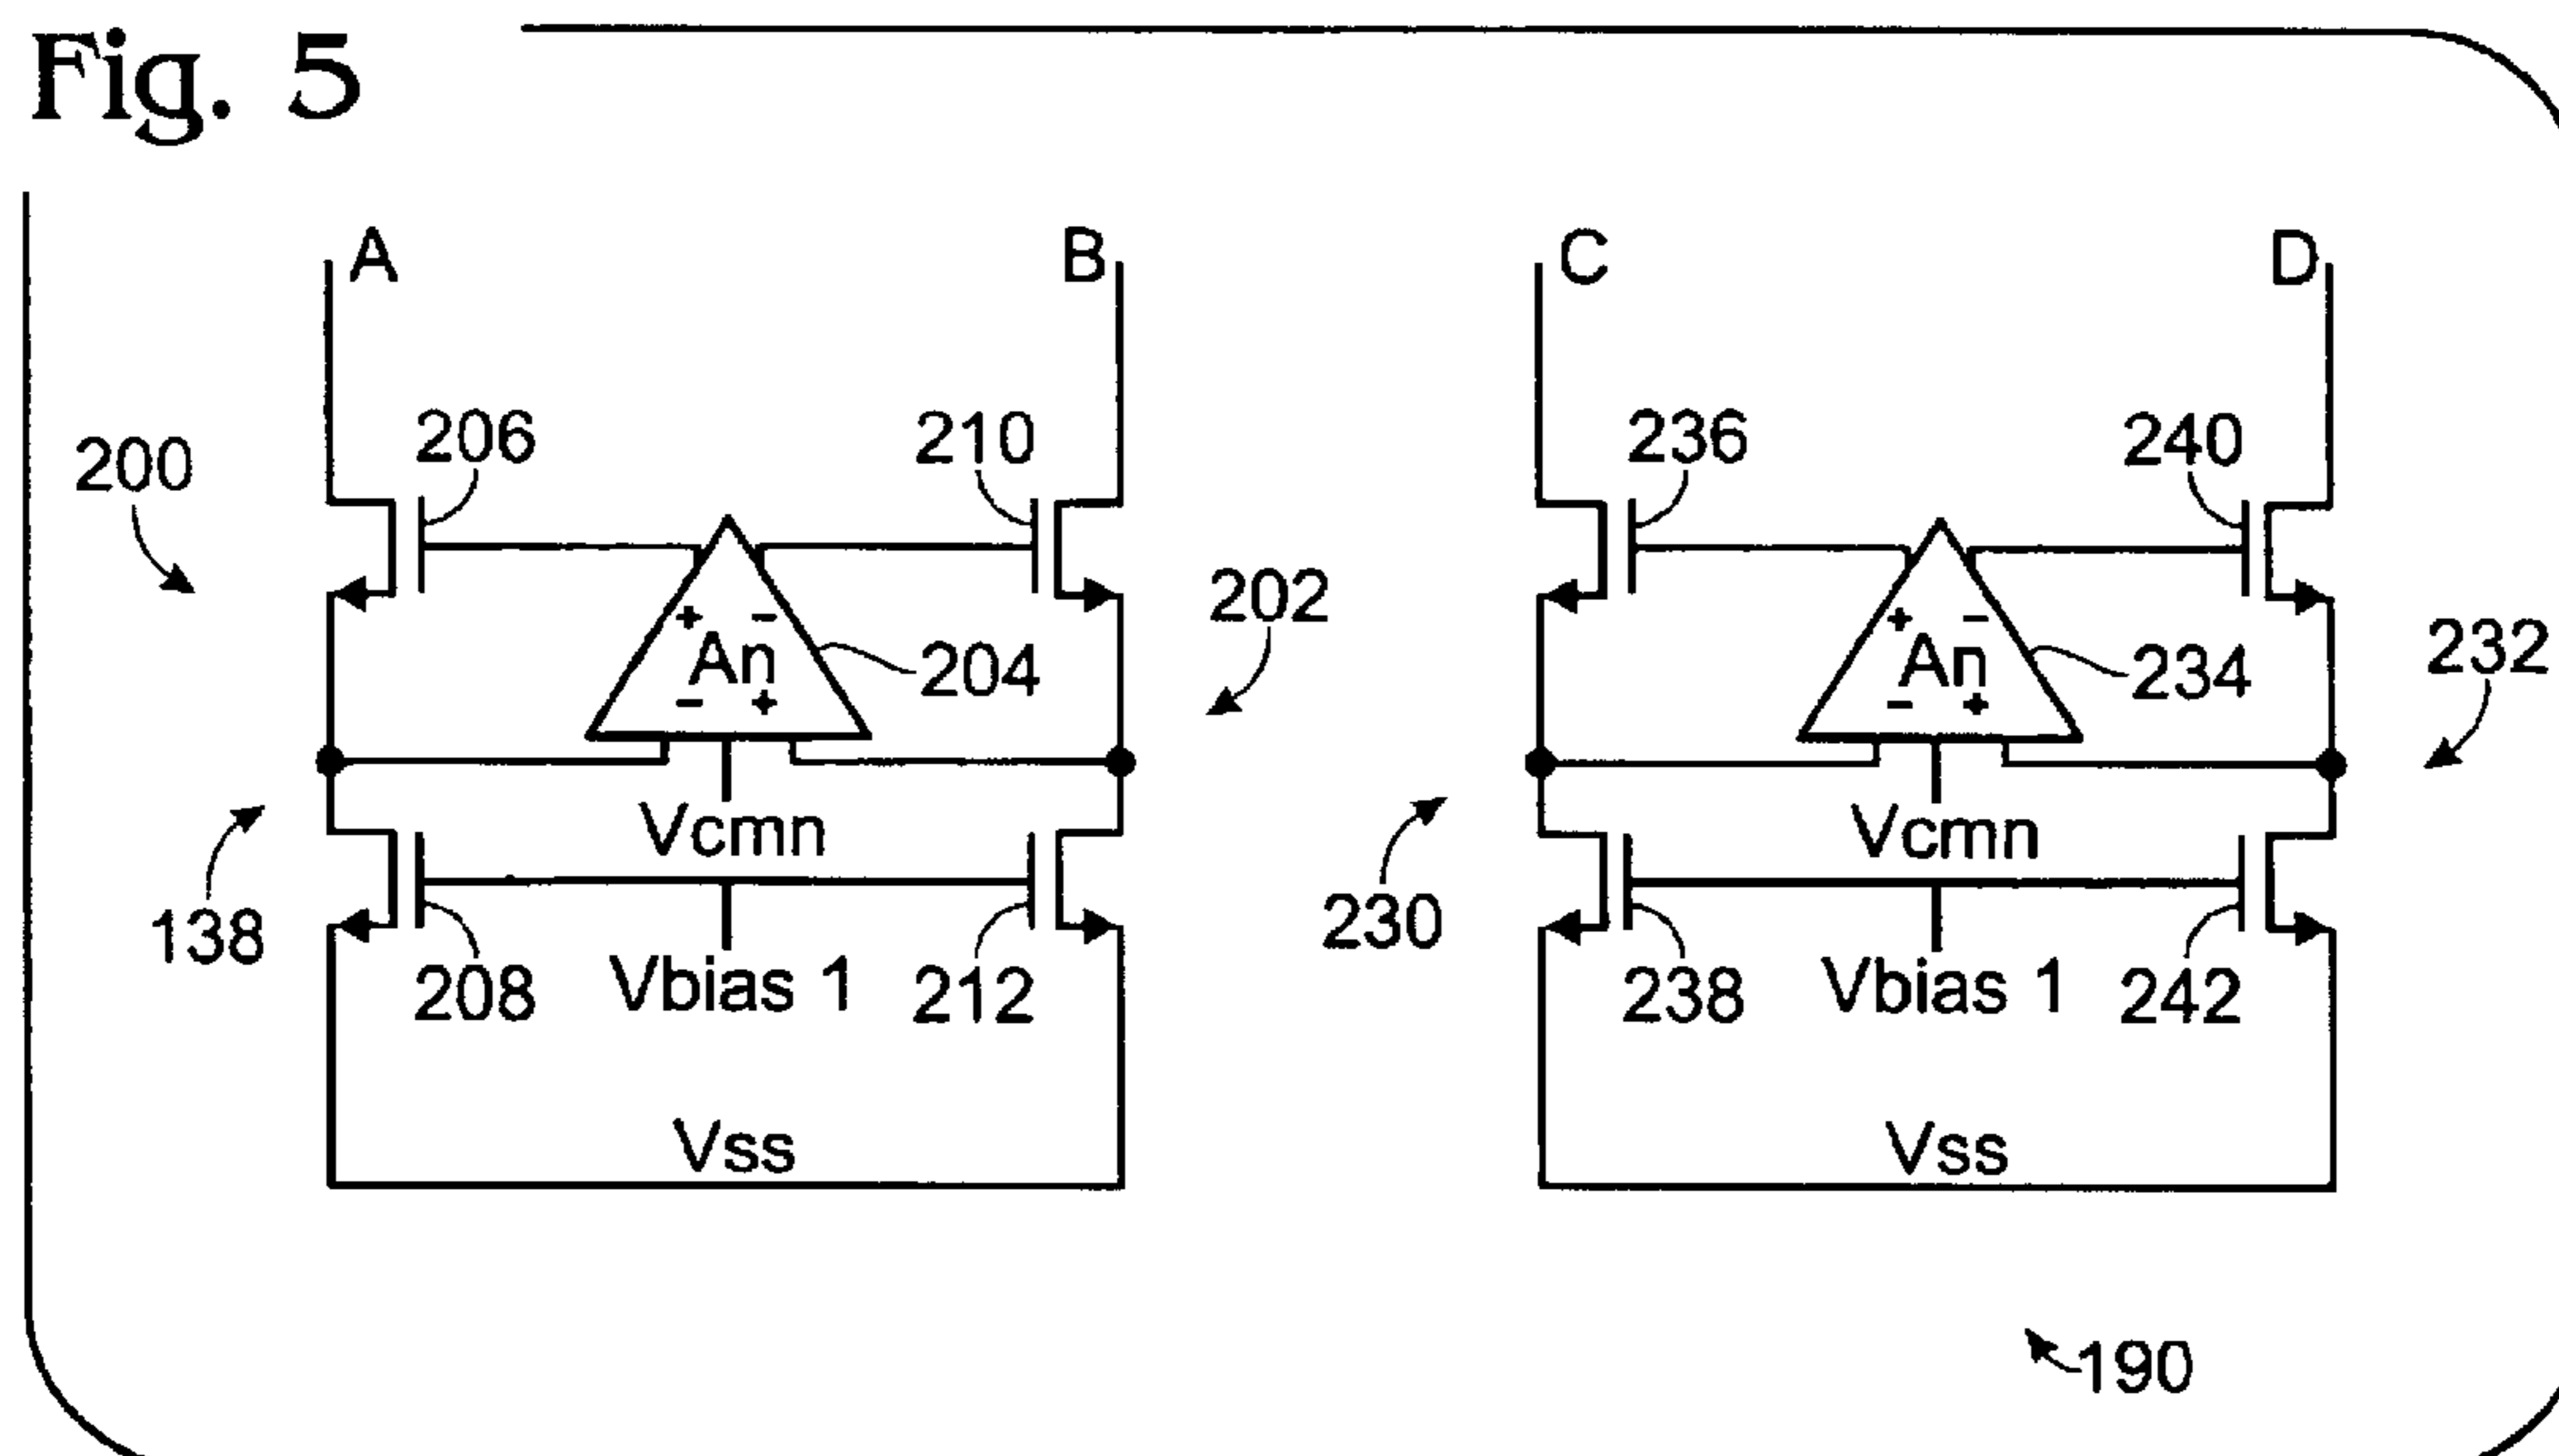 Fig. 5
A B C D
206 210 236 240
200
202
+ - + -
An 204 An 234 232
- + - +
Vcmn Vcmn
138 230
208 Vbias 1 212 238 Vbias 1 242
Vss Vss
190